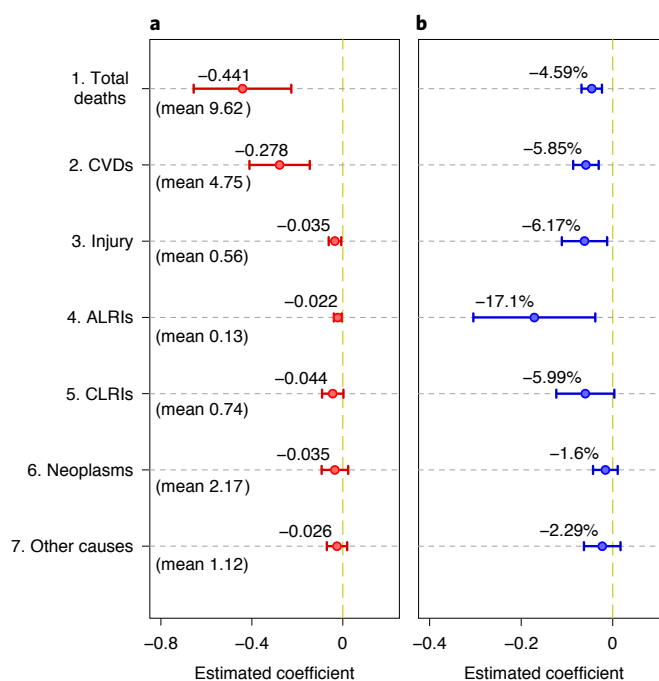 a
b
1. Total
deaths
−0.441
(mean 9.62)
−4.59%
2. CVDs
−0.278
(mean 4.75)
−5.85%
3. Injury
−0.035
(mean 0.56)
−6.17%
4. ALRIs
−0.022
(mean 0.13)
−17.1%
5. CLRIs
−0.044
(mean 0.74)
−5.99%
6. Neoplasms
−0.035
(mean 2.17)
−1.6%
7. Other causes
−0.026
(mean 1.12)
−2.29%
−0.8 −0.4 0
−0.4 −0.2 0
Estimated coefficient
Estimated coefficient